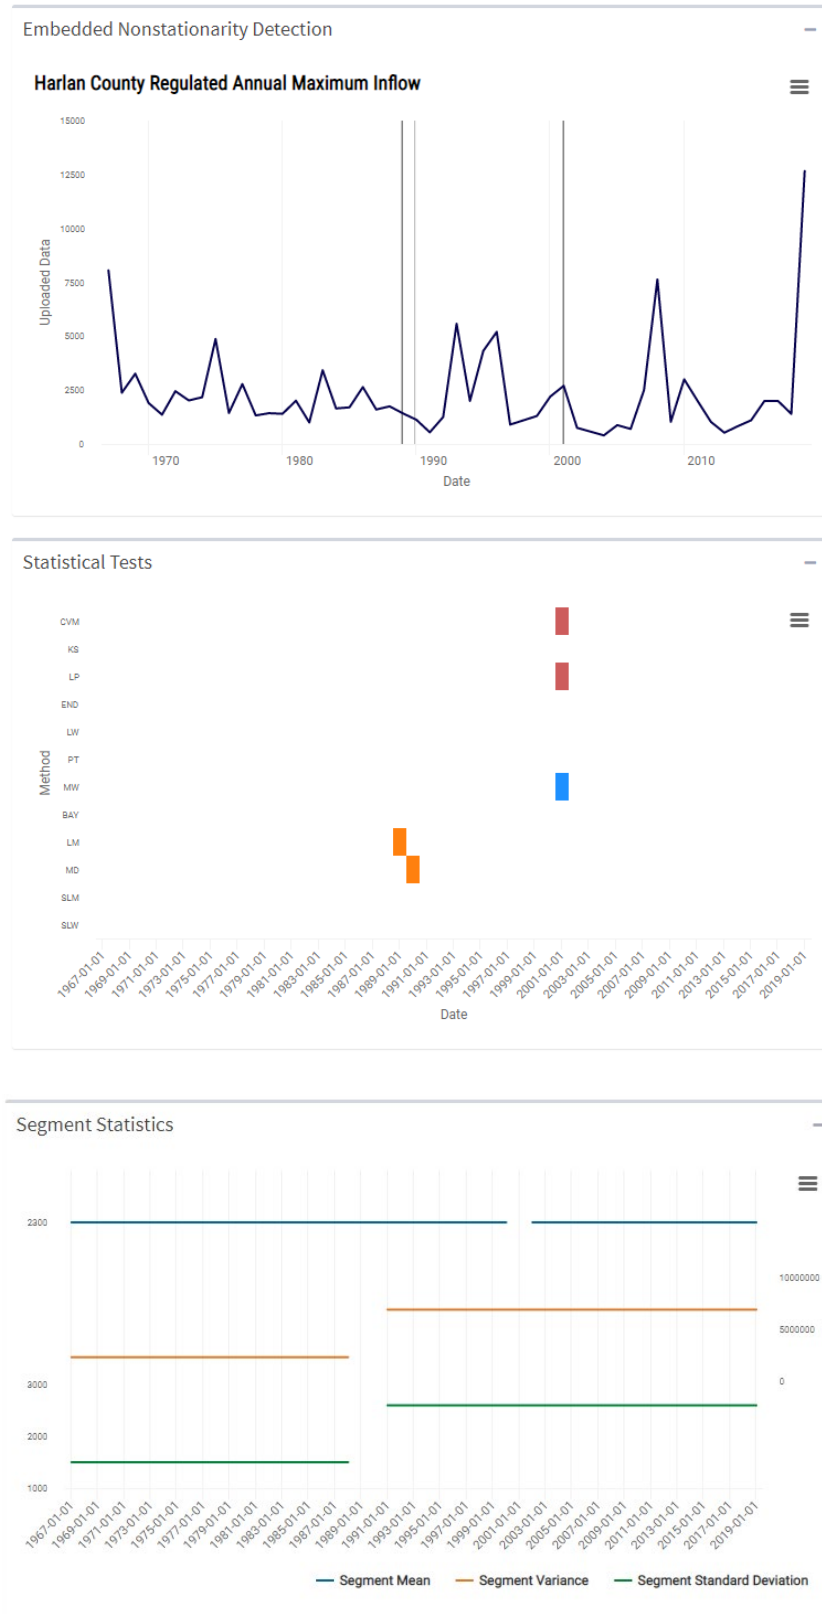 Embedded Nonstationarity Detection
Harlan County Regulated Annual Maximum Inflow
15000
12500
10000
7500
5000
2500
0
Uploaded Data
1970 1980 1990 2000 2010
Date
Statistical Tests
CVM
KS
LP
END
LW
PT
MW
BAY
LM
MD
SLM
SLW
Method
1967-01-01 1969-01-01 1971-01-01 1973-01-01 1975-01-01 1977-01-01 1979-01-01 1981-01-01 1983-01-01 1985-01-01 1987-01-01 1989-01-01 1991-01-01 1993-01-01 1995-01-01 1997-01-01 1999-01-01 2001-01-01 2003-01-01 2005-01-01 2007-01-01 2009-01-01 2011-01-01 2013-01-01 2015-01-01 2017-01-01 2019-01-01
Date
Segment Statistics
2300
10000000
5000000
0
3000
2000
1000
1967-01-01 1969-01-01 1971-01-01 1973-01-01 1975-01-01 1977-01-01 1979-01-01 1981-01-01 1983-01-01 1985-01-01 1987-01-01 1989-01-01 1991-01-01 1993-01-01 1995-01-01 1997-01-01 1999-01-01 2001-01-01 2003-01-01 2005-01-01 2007-01-01 2009-01-01 2011-01-01 2013-01-01 2015-01-01 2017-01-01 2019-01-01
Segment Mean Segment Variance Segment Standard Deviation